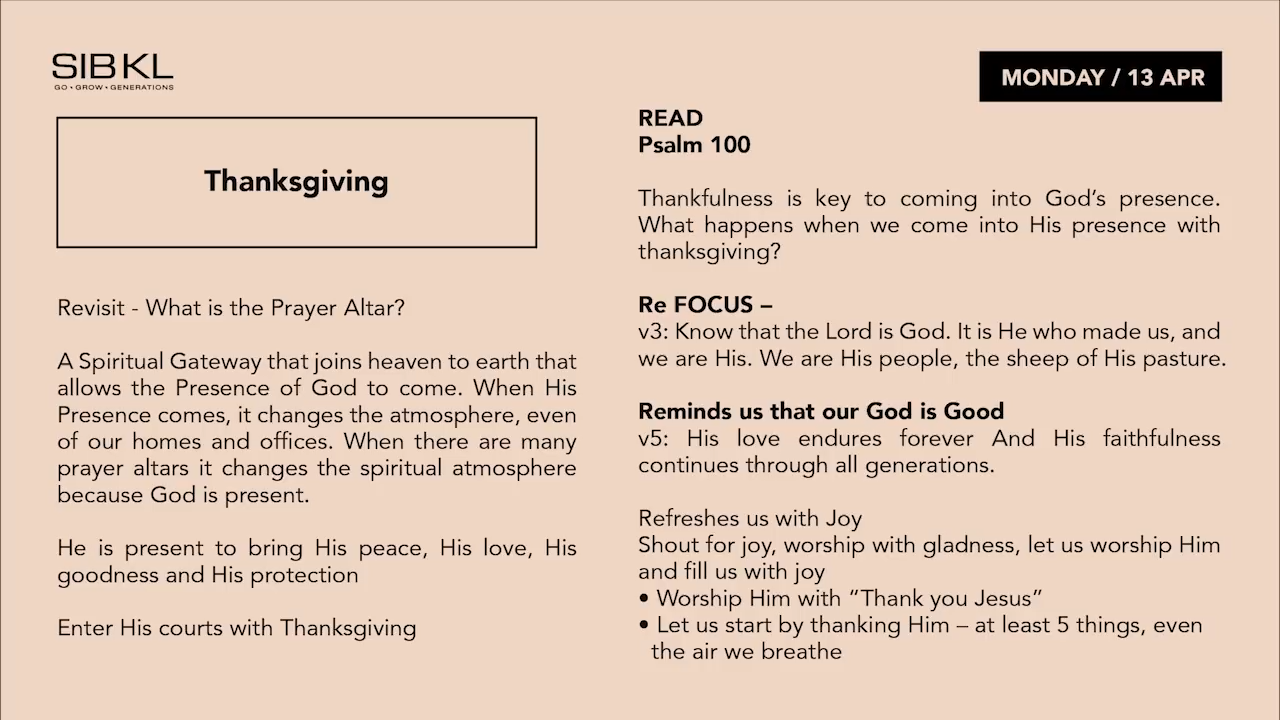 SIB KL
GO • GROW • GENERATIONS
Thanksgiving
Revisit - What is the Prayer Altar?
A Spiritual Gateway that joins heaven to earth that
allows the Presence of God to come. When His
Presence comes, it changes the atmosphere, even
of our homes and offices. When there are many
prayer altars it changes the spiritual atmosphere
because God is present.
He is present to bring His peace, His love, His
goodness and His protection
Enter His courts with Thanksgiving
MONDAY / 13 APR
READ
Psalm 100
Thankfulness is key to coming into God’s presence.
What happens when we come into His presence with
thanksgiving?
Re FOCUS –
v3: Know that the Lord is God. It is He who made us, and
we are His. We are His people, the sheep of His pasture.
Reminds us that our God is Good
v5: His love endures forever And His faithfulness
continues through all generations.
Refreshes us with Joy
Shout for joy, worship with gladness, let us worship Him
and fill us with joy
• Worship Him with “Thank you Jesus”
• Let us start by thanking Him – at least 5 things, even
the air we breathe